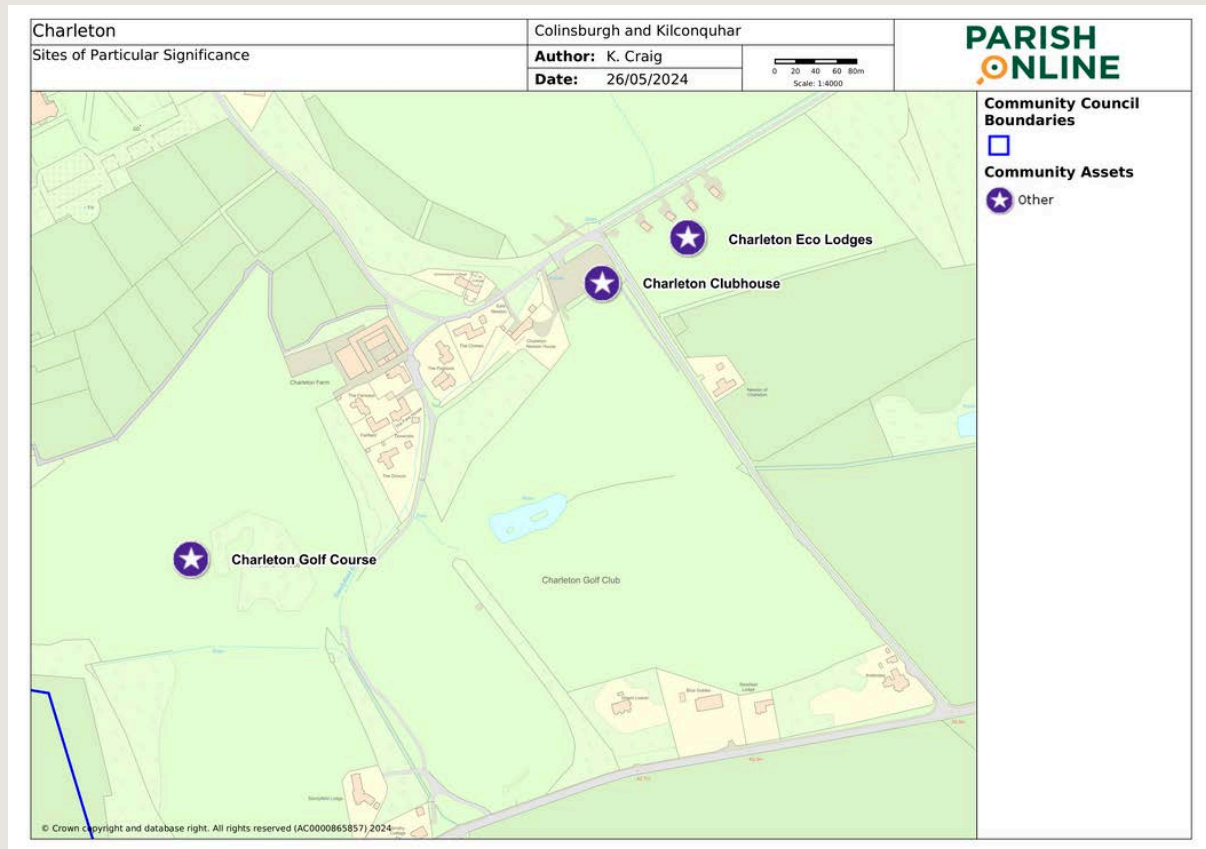 Charleton
Sites of Particular Significance
Colinsburgh and Kilconquhar
Author: K. Craig
Date: 26/05/2024
0 20 40 60 80m
Scale: 1:4000
PARISH
ONLINE
Community Council
Boundaries
Community Assets
Other
Charleton Eco Lodges
Charleton Clubhouse
Charleton Farm
Charleton Golf Course
Charleton Golf Club
© Crown copyright and database right. All rights reserved (AC0000865857) 2024